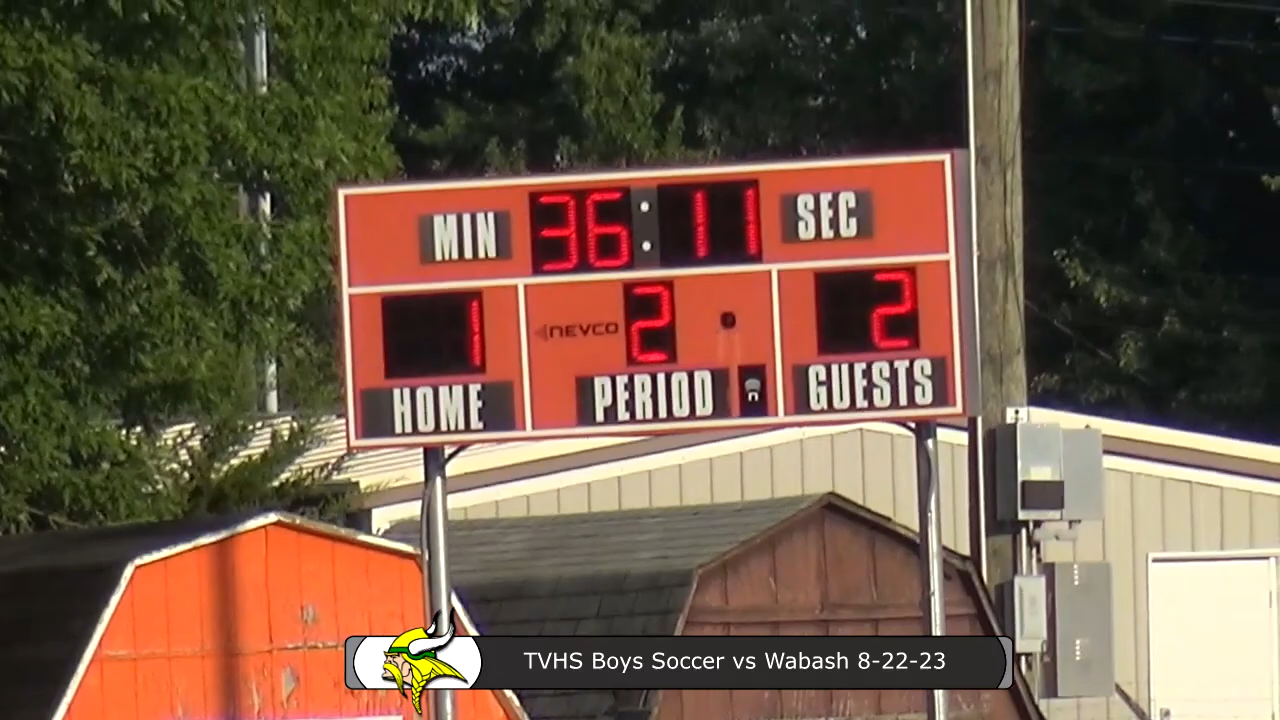 MIN 36:11 SEC
1 NEVCO 2 2
HOME PERIOD GUESTS
TVHS Boys Soccer vs Wabash 8-22-23